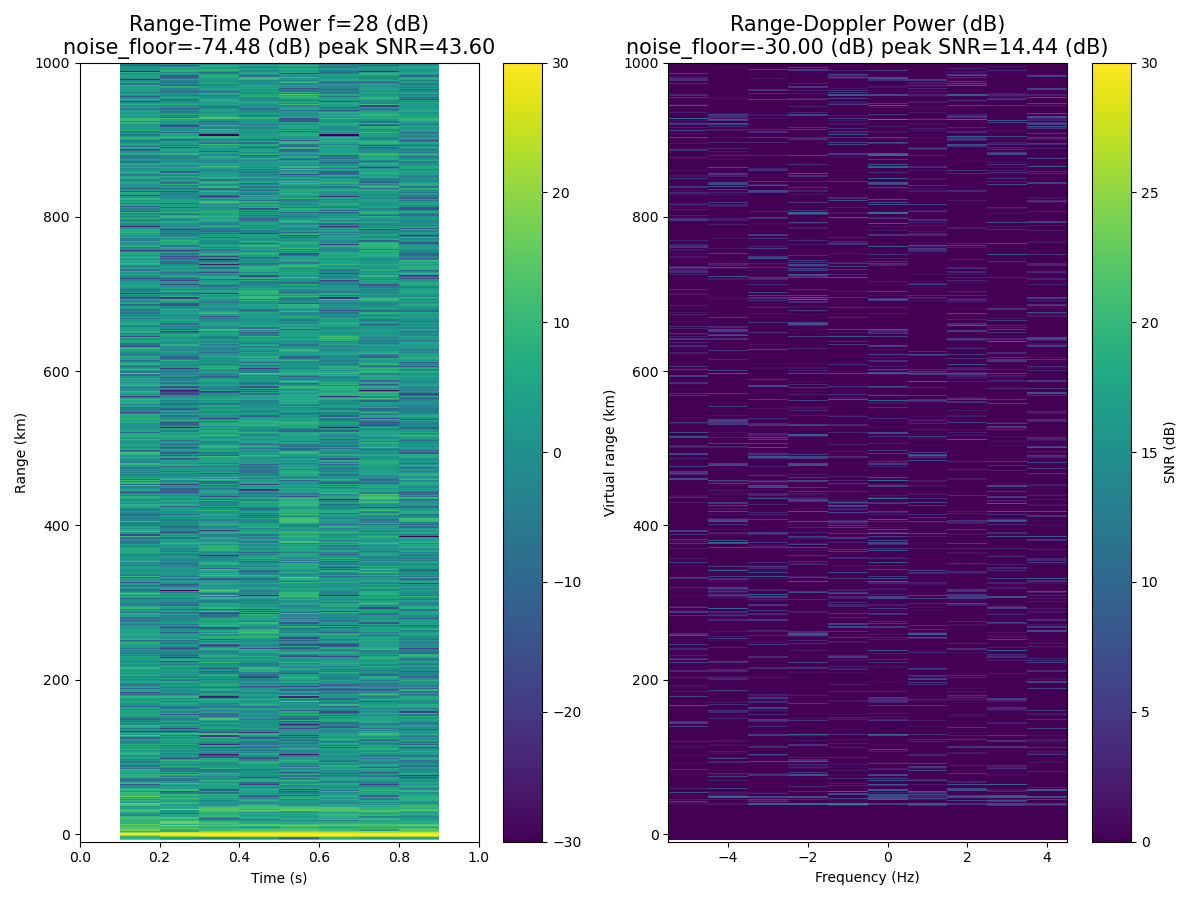 Range-Time Power f=28 (dB)
noise_floor=-74.48 (dB) peak SNR=43.60
Range-Doppler Power (dB)
noise_floor=-30.00 (dB) peak SNR=14.44 (dB)
1000
800
600
400
200
0
Range (km)
0.0 0.2 0.4 0.6 0.8 1.0
Time (s)
30
20
10
0
−10
−20
−30
1000
800
600
400
200
0
Virtual range (km)
−4 −2 0 2 4
Frequency (Hz)
30
25
20
15
10
5
0
SNR (dB)